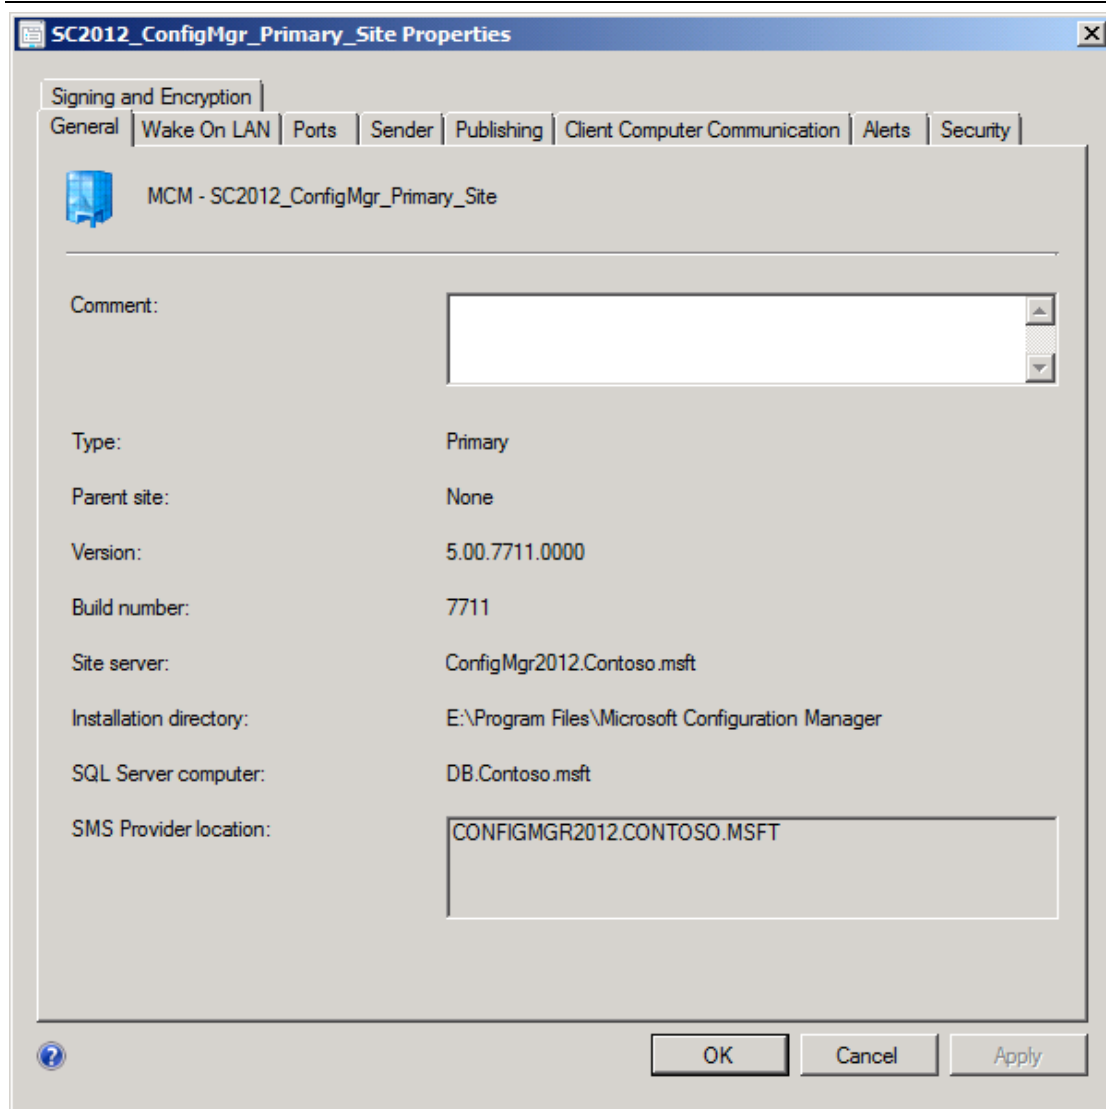 SC2012_ConfigMgr_Primary_Site Properties
Signing and Encryption
General Wake On LAN Ports Sender Publishing Client Computer Communication Alerts Security
MCM - SC2012_ConfigMgr_Primary_Site
Comment:
Type: Primary
Parent site: None
Version: 5.00.7711.0000
Build number: 7711
Site server: ConfigMgr2012.Contoso.msft
Installation directory: E:\Program Files\Microsoft Configuration Manager
SQL Server computer: DB.Contoso.msft
SMS Provider location: CONFIGMGR2012.CONTOSO.MSFT
OK Cancel Apply